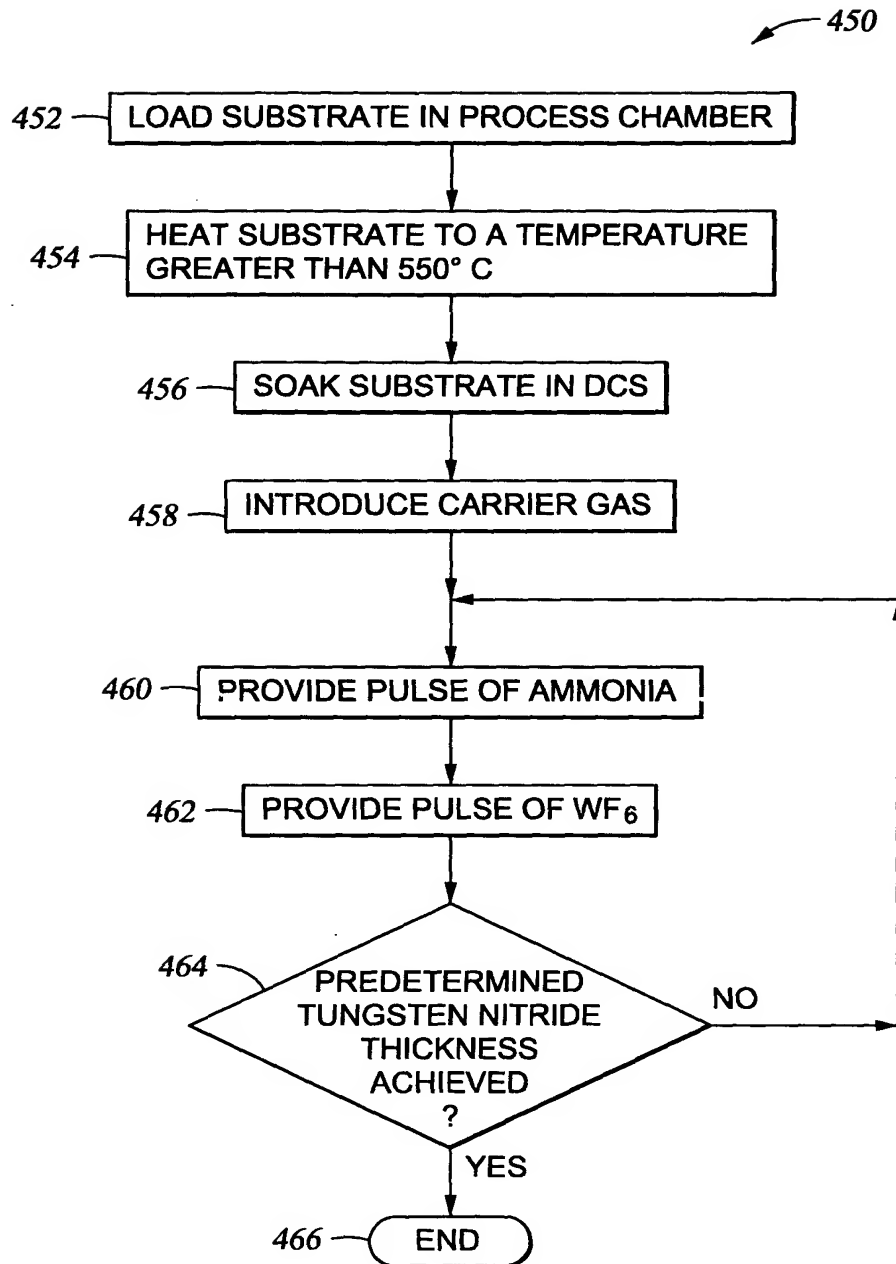 450
452
LOAD SUBSTRATE IN PROCESS CHAMBER
454
HEAT SUBSTRATE TO A TEMPERATURE
GREATER THAN 550° C
456
SOAK SUBSTRATE IN DCS
458
INTRODUCE CARRIER GAS
460
PROVIDE PULSE OF AMMONIA
462
PROVIDE PULSE OF WF6
464
PREDETERMINED
TUNGSTEN NITRIDE
THICKNESS
ACHIEVED
?
NO
YES
466
END